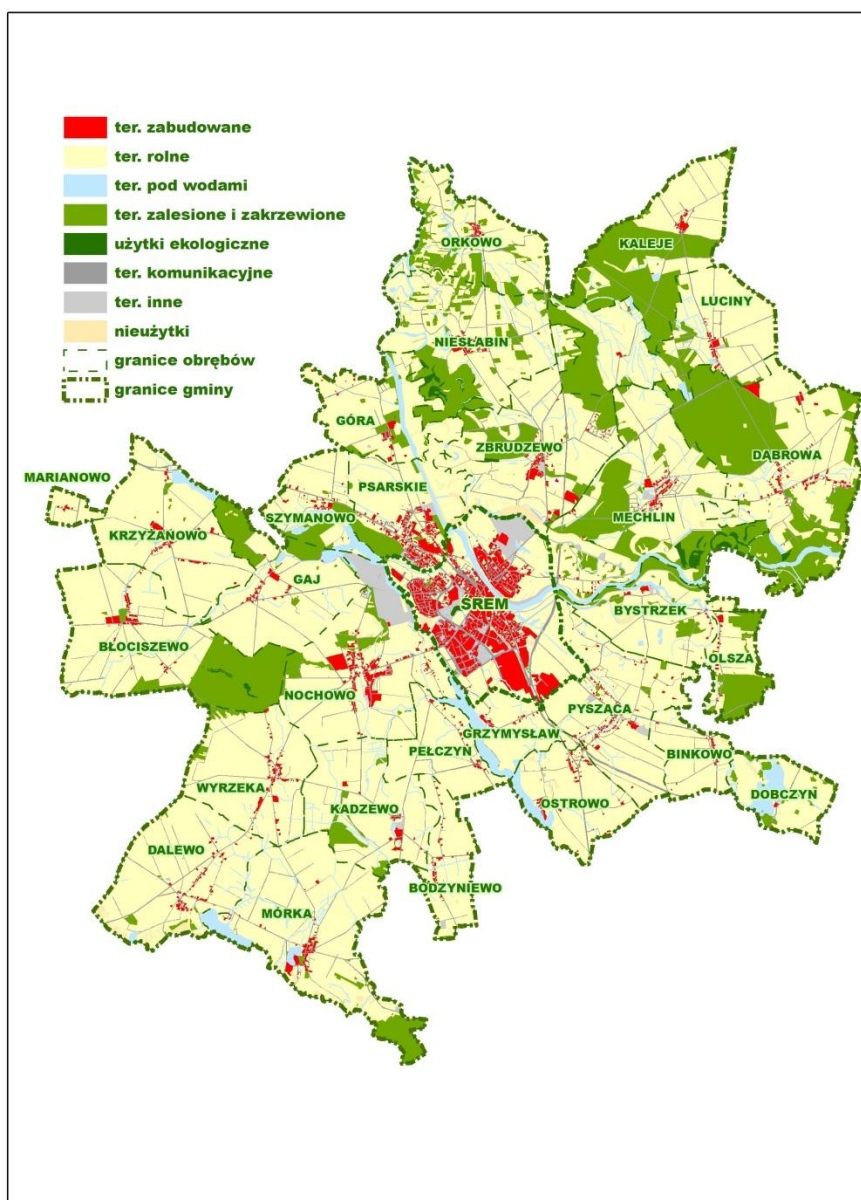 ter. zabudowane
ter. rolne
ter. pod wodami
ter. zalesione i zakrzewione
użytki ekologiczne
ter. komunikacyjne
ter. inne
nieużytki
granice obrębów
granice gminy
ORKOWO
KALEJE
LUCINY
NIESŁABIN
GÓRA
ZBRUDZEWO
DĄBROWA
PSARSKIE
MARIANOWO
SZYMANOWO
MECHLIN
KRZYŻANOWO
GAJ
ŚREM
BYSTRZEK
BŁOCISZEWO
OLSZA
NOCHOWO
PYSZĄCA
GRZYMYSŁAW
PEŁCZYN
BINKOWO
WYRZEKA
DOBCZYN
KADZEWO
OSTROWO
DALEWO
BODZYNIEWO
MÓRKA